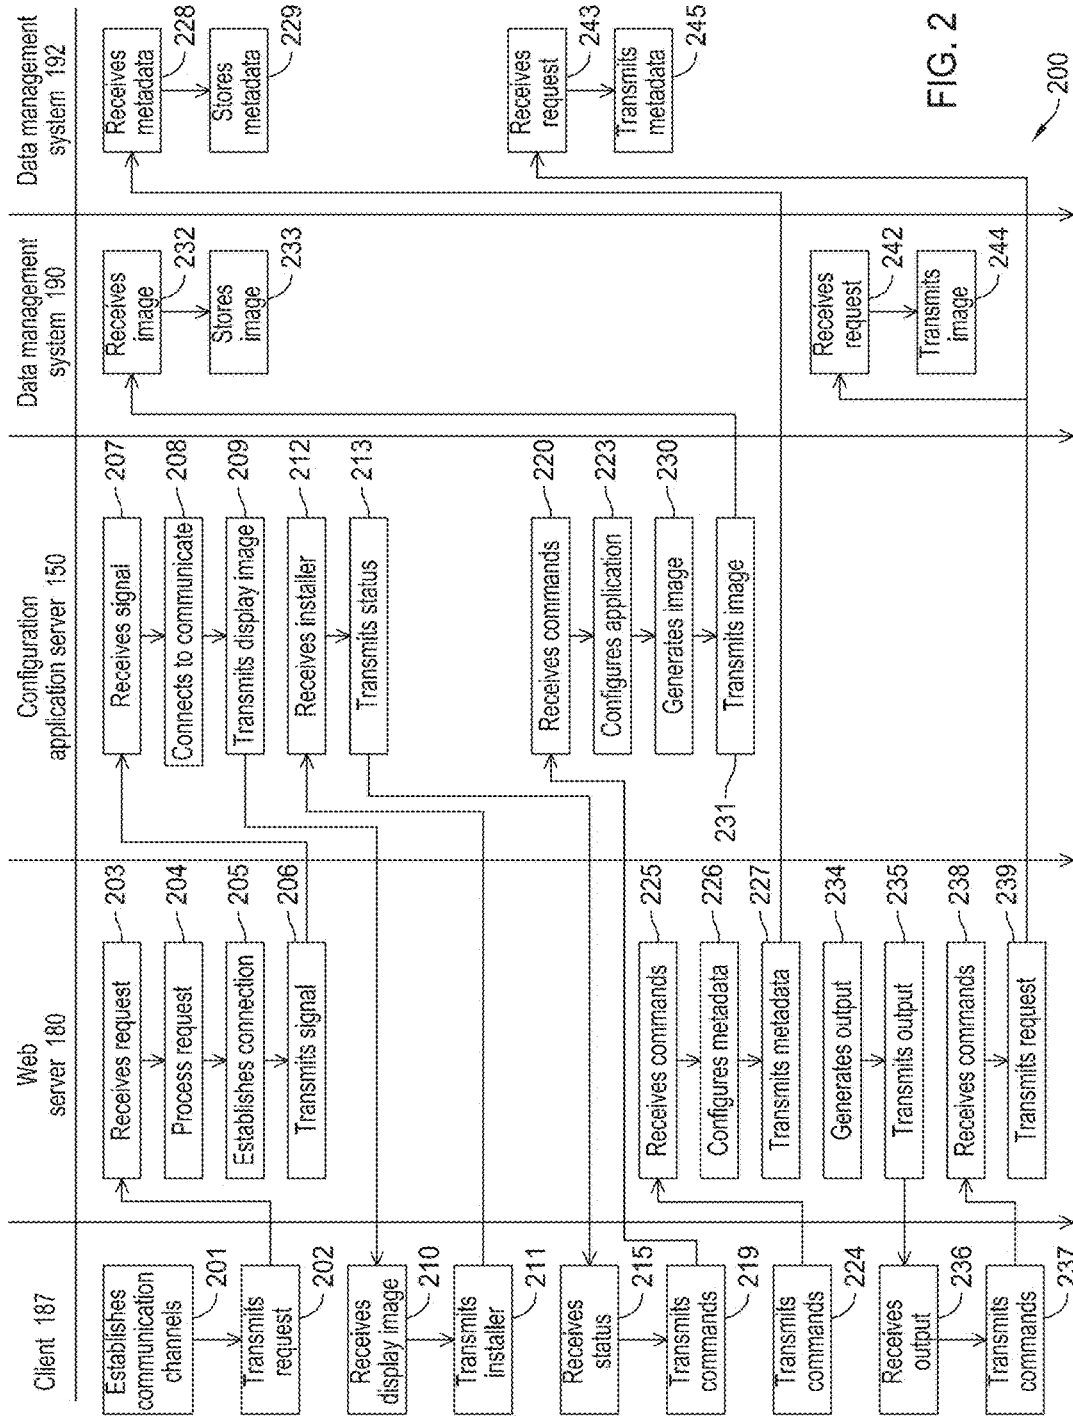 Client 187
Establishes
communication
channels
201
Transmits
request
202
Receives
display image
210
Transmits
installer
211
Receives
status
215
Transmits
commands
219
Transmits
commands
224
Receives
output
236
Transmits
commands
237
Web
server 180
Receives request
203
Process request
204
Establishes connection
205
Transmits signal
206
Receives commands
225
Configures metadata
226
Transmits metadata
227
Generates output
234
Transmits output
235
Receives commands
238
Transmits request
239
Configuration
application server 150
Receives signal
207
Connects to communicate
208
Transmits display image
209
Receives installer
212
Transmits status
213
Receives commands
220
Configures application
223
Generates image
230
Transmits image
231
Data management
system 190
Receives
image
232
Stores
image
233
Receives
request
242
Transmits
image
244
Data management
system 192
Receives
metadata
228
Stores
metadata
229
Receives
request
243
Transmits
metadata
245
FIG. 2
200